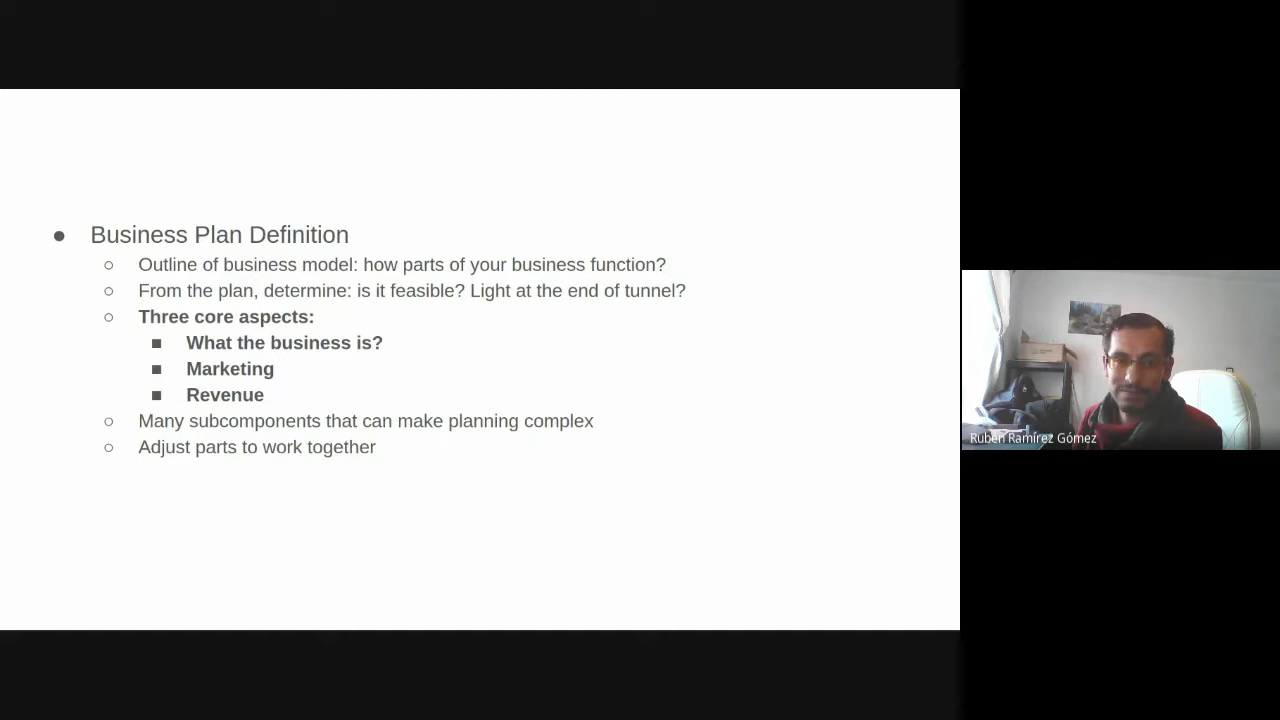 ● Business Plan Definition
○ Outline of business model: how parts of your business function?
○ From the plan, determine: is it feasible? Light at the end of tunnel?
○ Three core aspects:
■ What the business is?
■ Marketing
■ Revenue
○ Many subcomponents that can make planning complex
○ Adjust parts to work together
Rubén Ramírez Gómez